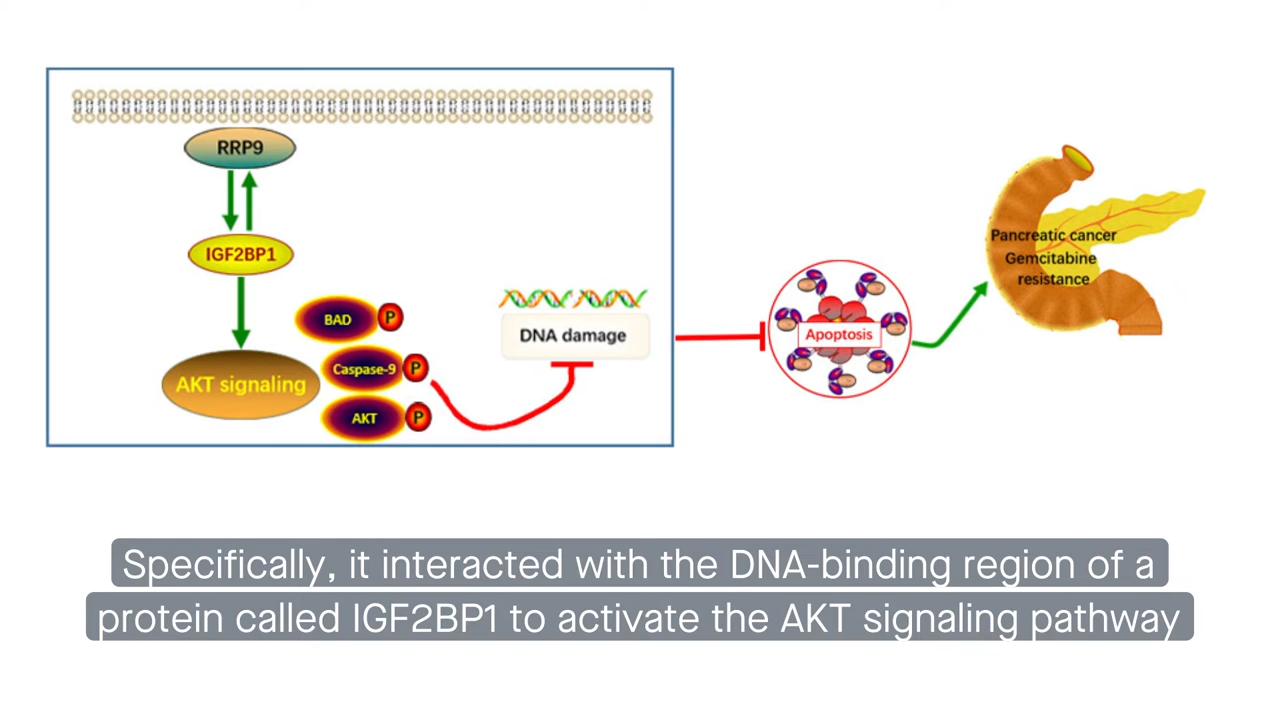 RRP9
IGF2BP1
BAD
P
DNA damage
Caspase-9
P
AKT signaling
AKT
P
Apoptosis
Pancreatic cancer
Gemcitabine
resistance
Specifically, it interacted with the DNA-binding region of a
protein called IGF2BP1 to activate the AKT signaling pathway